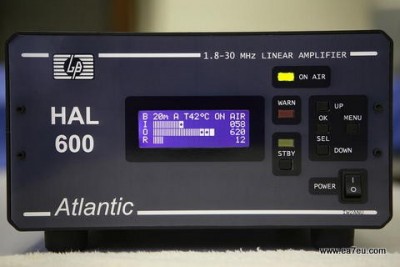 1.8-30 MHz LINEAR AMPLIFIER
ON AIR
HAL
600
WARN
UP
OK
MENU
SEL
DOWN
STBY
B 20m A T42°C ON AIR
I 058
O 620
R 12
POWER
I
O
Atlantic
www.ea7eu.com